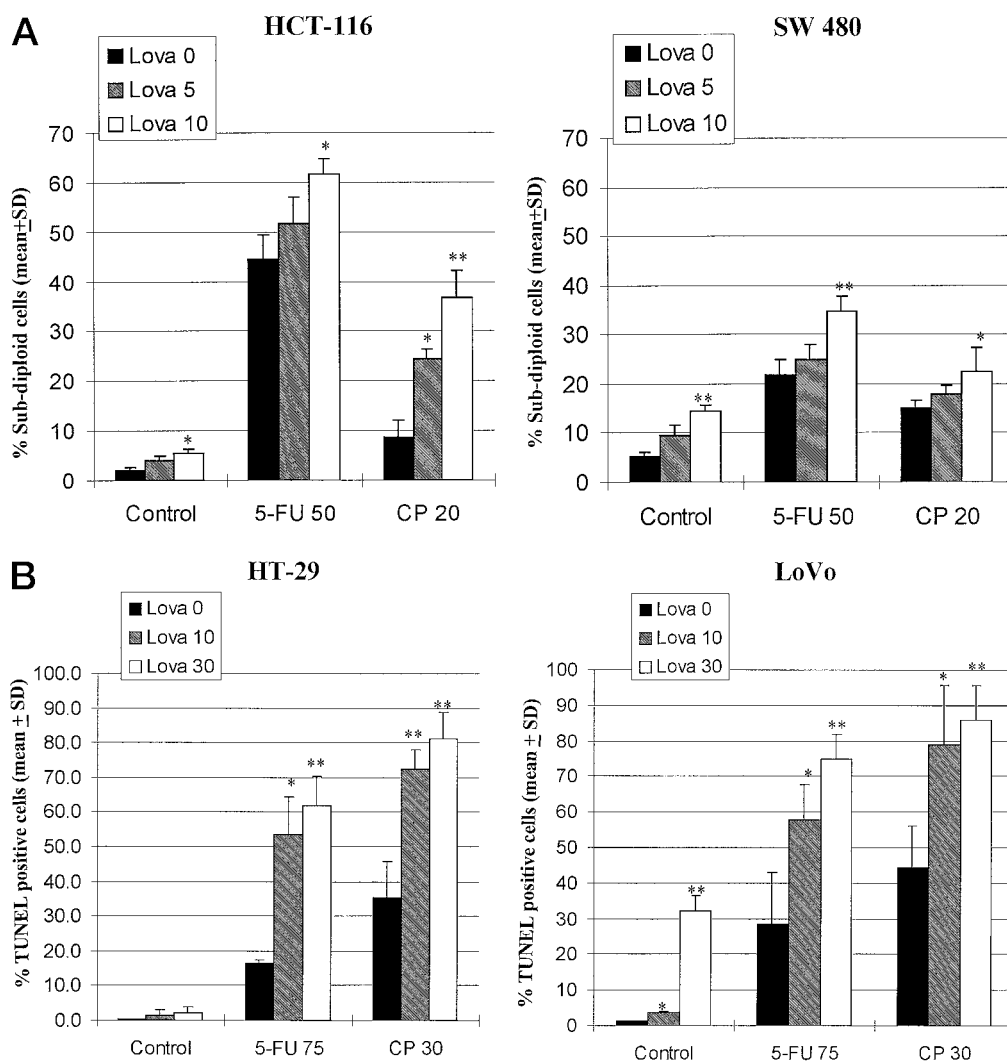 A
HCT-116
Lova 0
Lova 5
Lova 10
% Sub-diploid cells (mean±SD)
70
60
50
40
30
20
10
0
*
*
*
**
Control
5-FU 50
CP 20
SW 480
Lova 0
Lova 5
Lova 10
% Sub-diploid cells (mean±SD)
70
60
50
40
30
20
10
0
**
**
*
Control
5-FU 50
CP 20
B
HT-29
Lova 0
Lova 10
Lova 30
% TUNEL positive cells (mean ± SD)
100.0
90.0
80.0
70.0
60.0
50.0
40.0
30.0
20.0
10.0
0.0
*
**
**
**
Control
5-FU 75
CP 30
LoVo
Lova 0
Lova 10
Lova 30
% TUNEL positive cells (mean ± SD)
100
90
80
70
60
50
40
30
20
10
0
*
**
*
**
*
**
Control
5-FU 75
CP 30